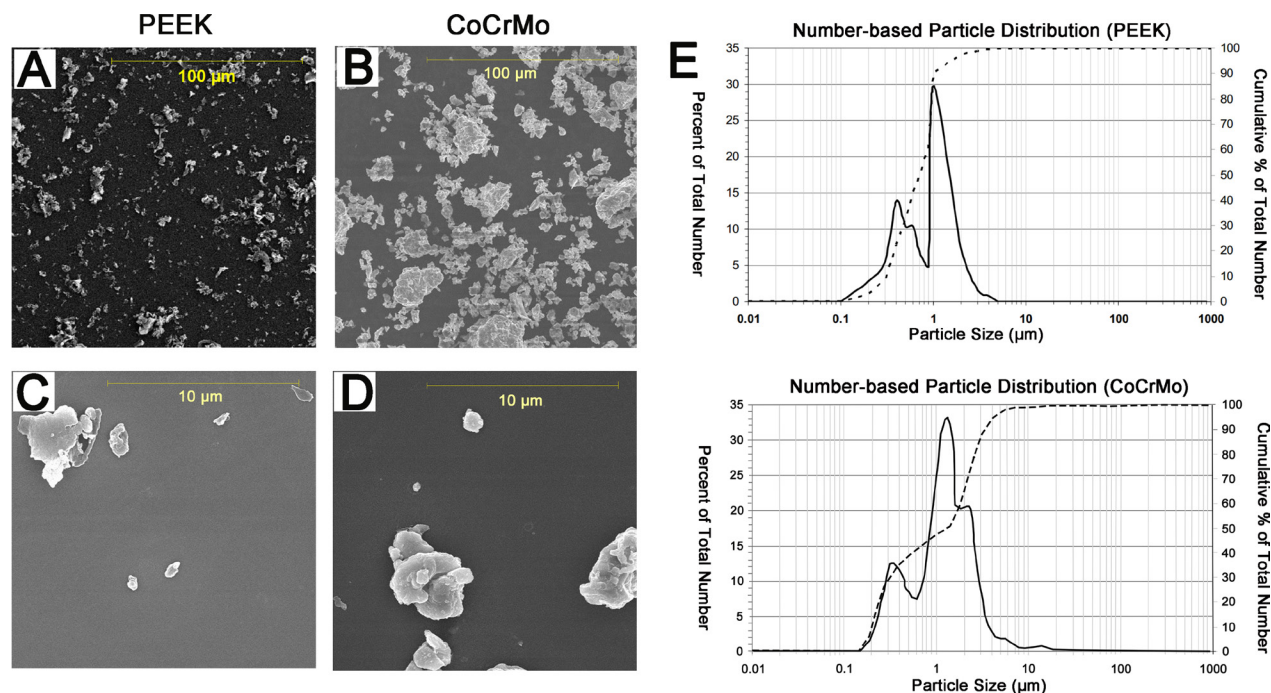 PEEK
CoCrMo
A
100 µm
B
100 µm
C
10 µm
D
10 µm
E
Number-based Particle Distribution (PEEK)
Percent of Total Number
35
30
25
20
15
10
5
0
Cumulative % of Total Number
100
90
80
70
60
50
40
30
20
10
0
0.01
0.1
1
10
100
1000
Particle Size (µm)
Number-based Particle Distribution (CoCrMo)
Percent of Total Number
35
30
25
20
15
10
5
0
Cumulative % of Total Number
100
90
80
70
60
50
40
30
20
10
0
0.01
0.1
1
10
100
1000
Particle Size (µm)